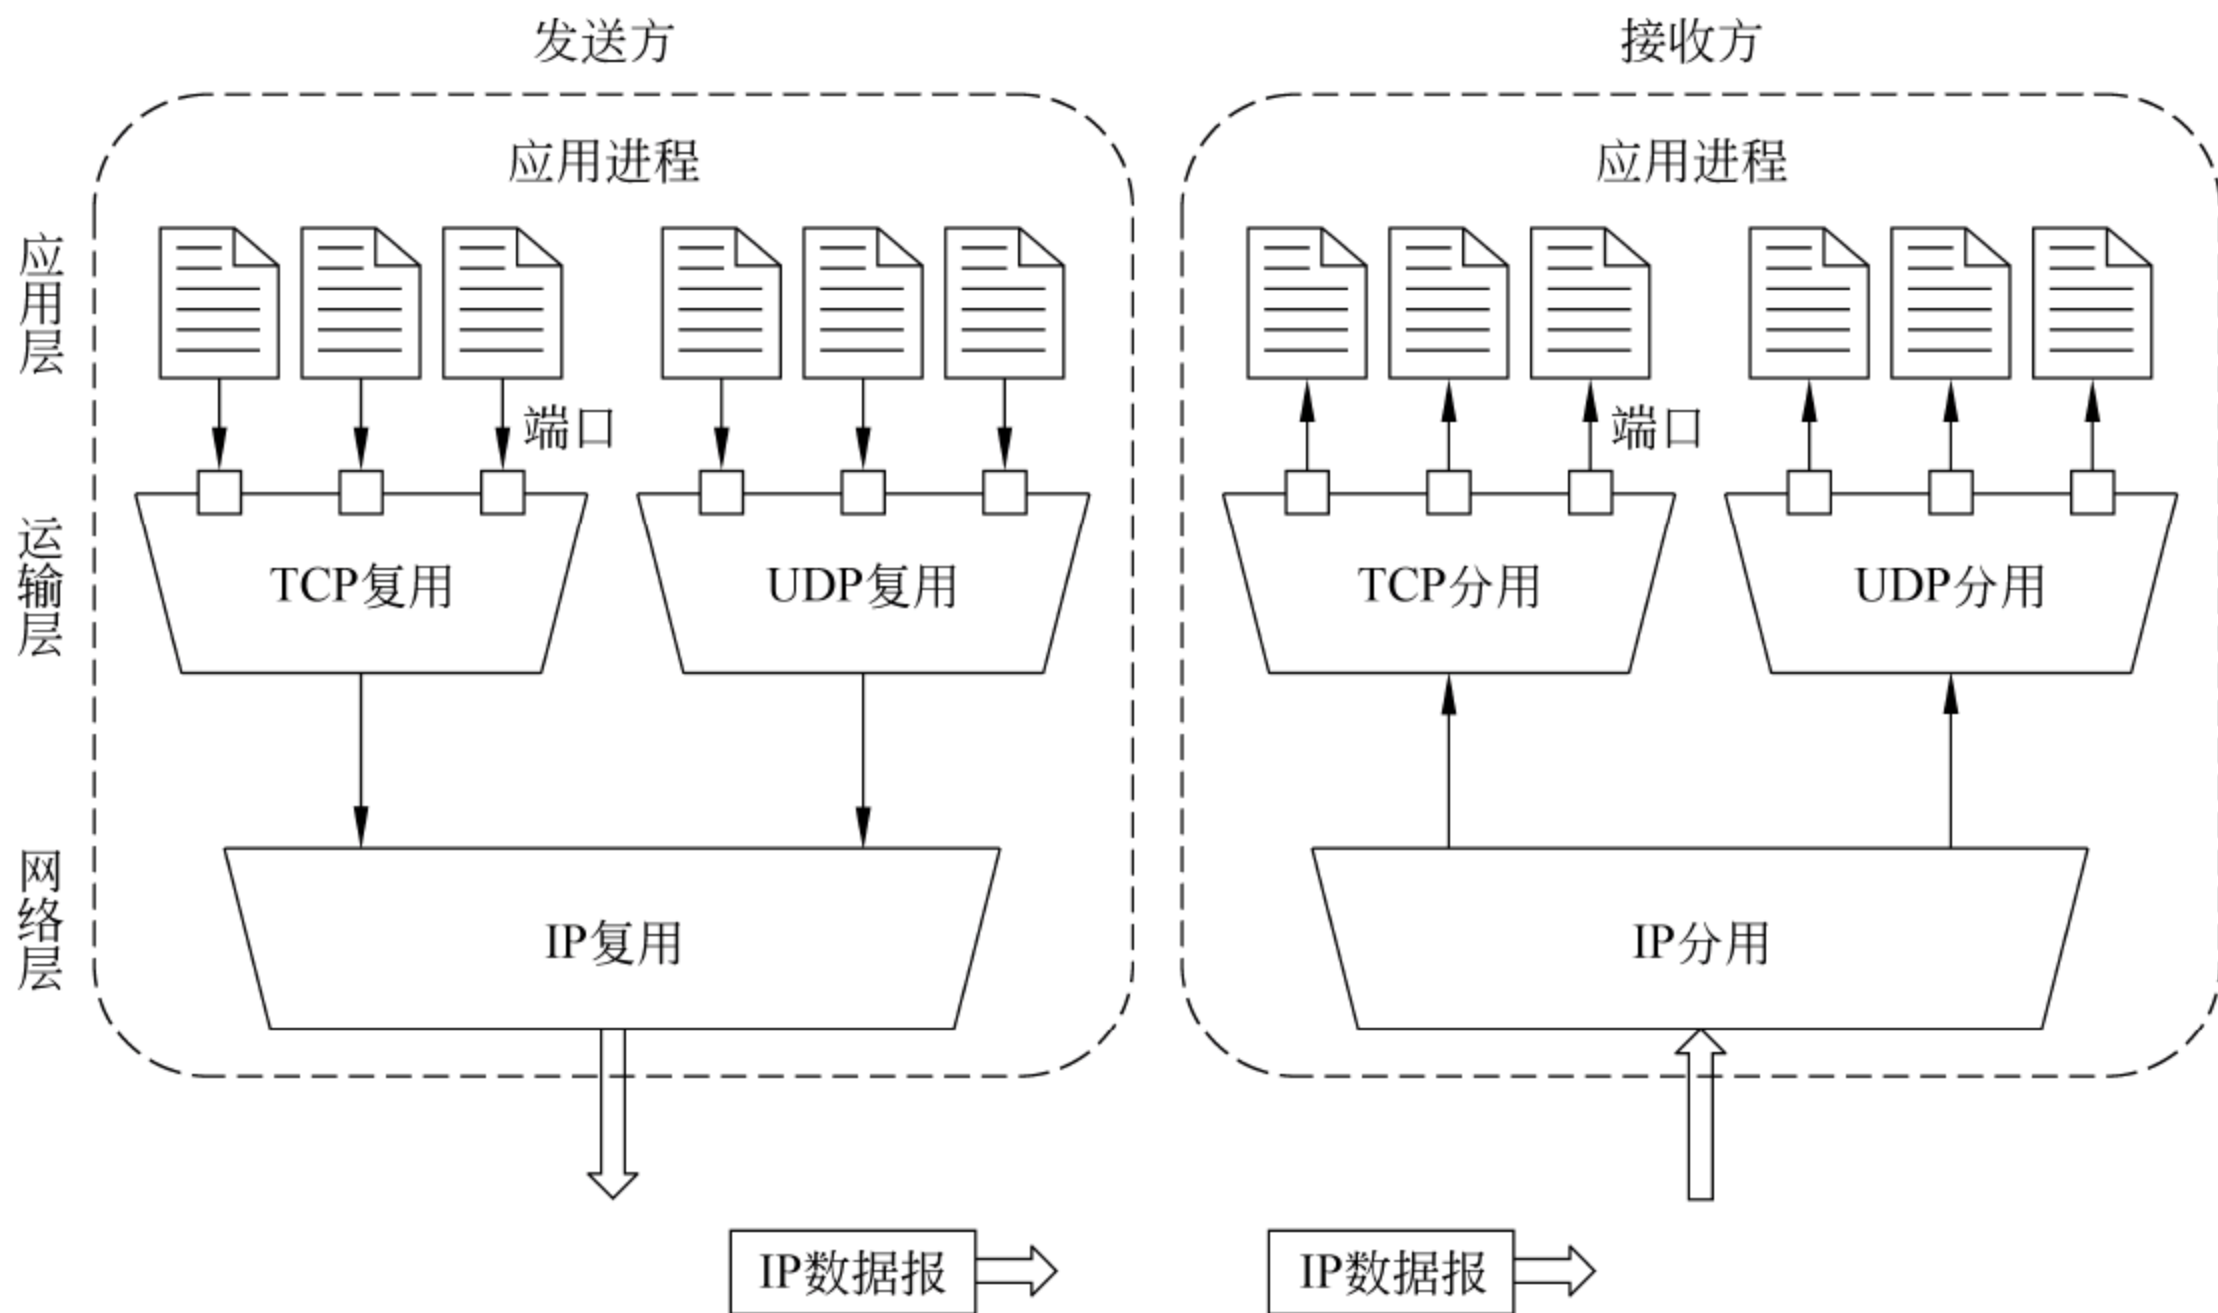 发送方
接收方
应用进程
应用进程
应用层
端口
端口
运输层
TCP复用
UDP复用
TCP分用
UDP分用
网络层
IP复用
IP分用
IP数据报
IP数据报